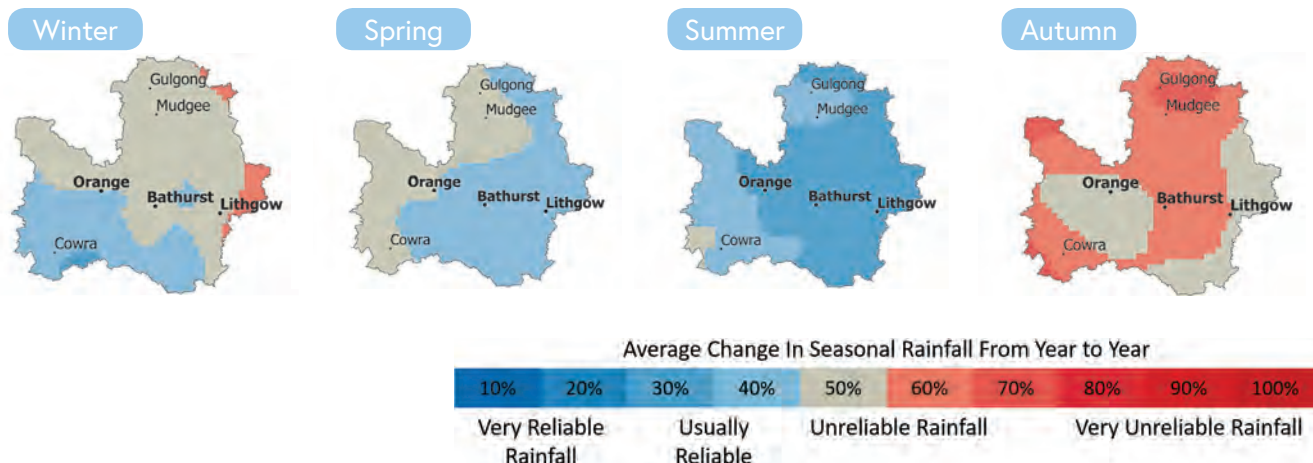 Winter
Spring
Summer
Autumn
Gulgong
Mudgee
Orange
Bathurst
Lithgow
Cowra
Gulgong
Mudgee
Orange
Bathurst
Lithgow
Cowra
Gulgong
Mudgee
Orange
Bathurst
Lithgow
Cowra
Gulgong
Mudgee
Orange
Bathurst
Lithgow
Cowra
Average Change In Seasonal Rainfall From Year to Year
10% 20% 30% 40% 50% 60% 70% 80% 90% 100%
Very Reliable Usually Unreliable Rainfall Very Unreliable Rainfall
Rainfall Reliable